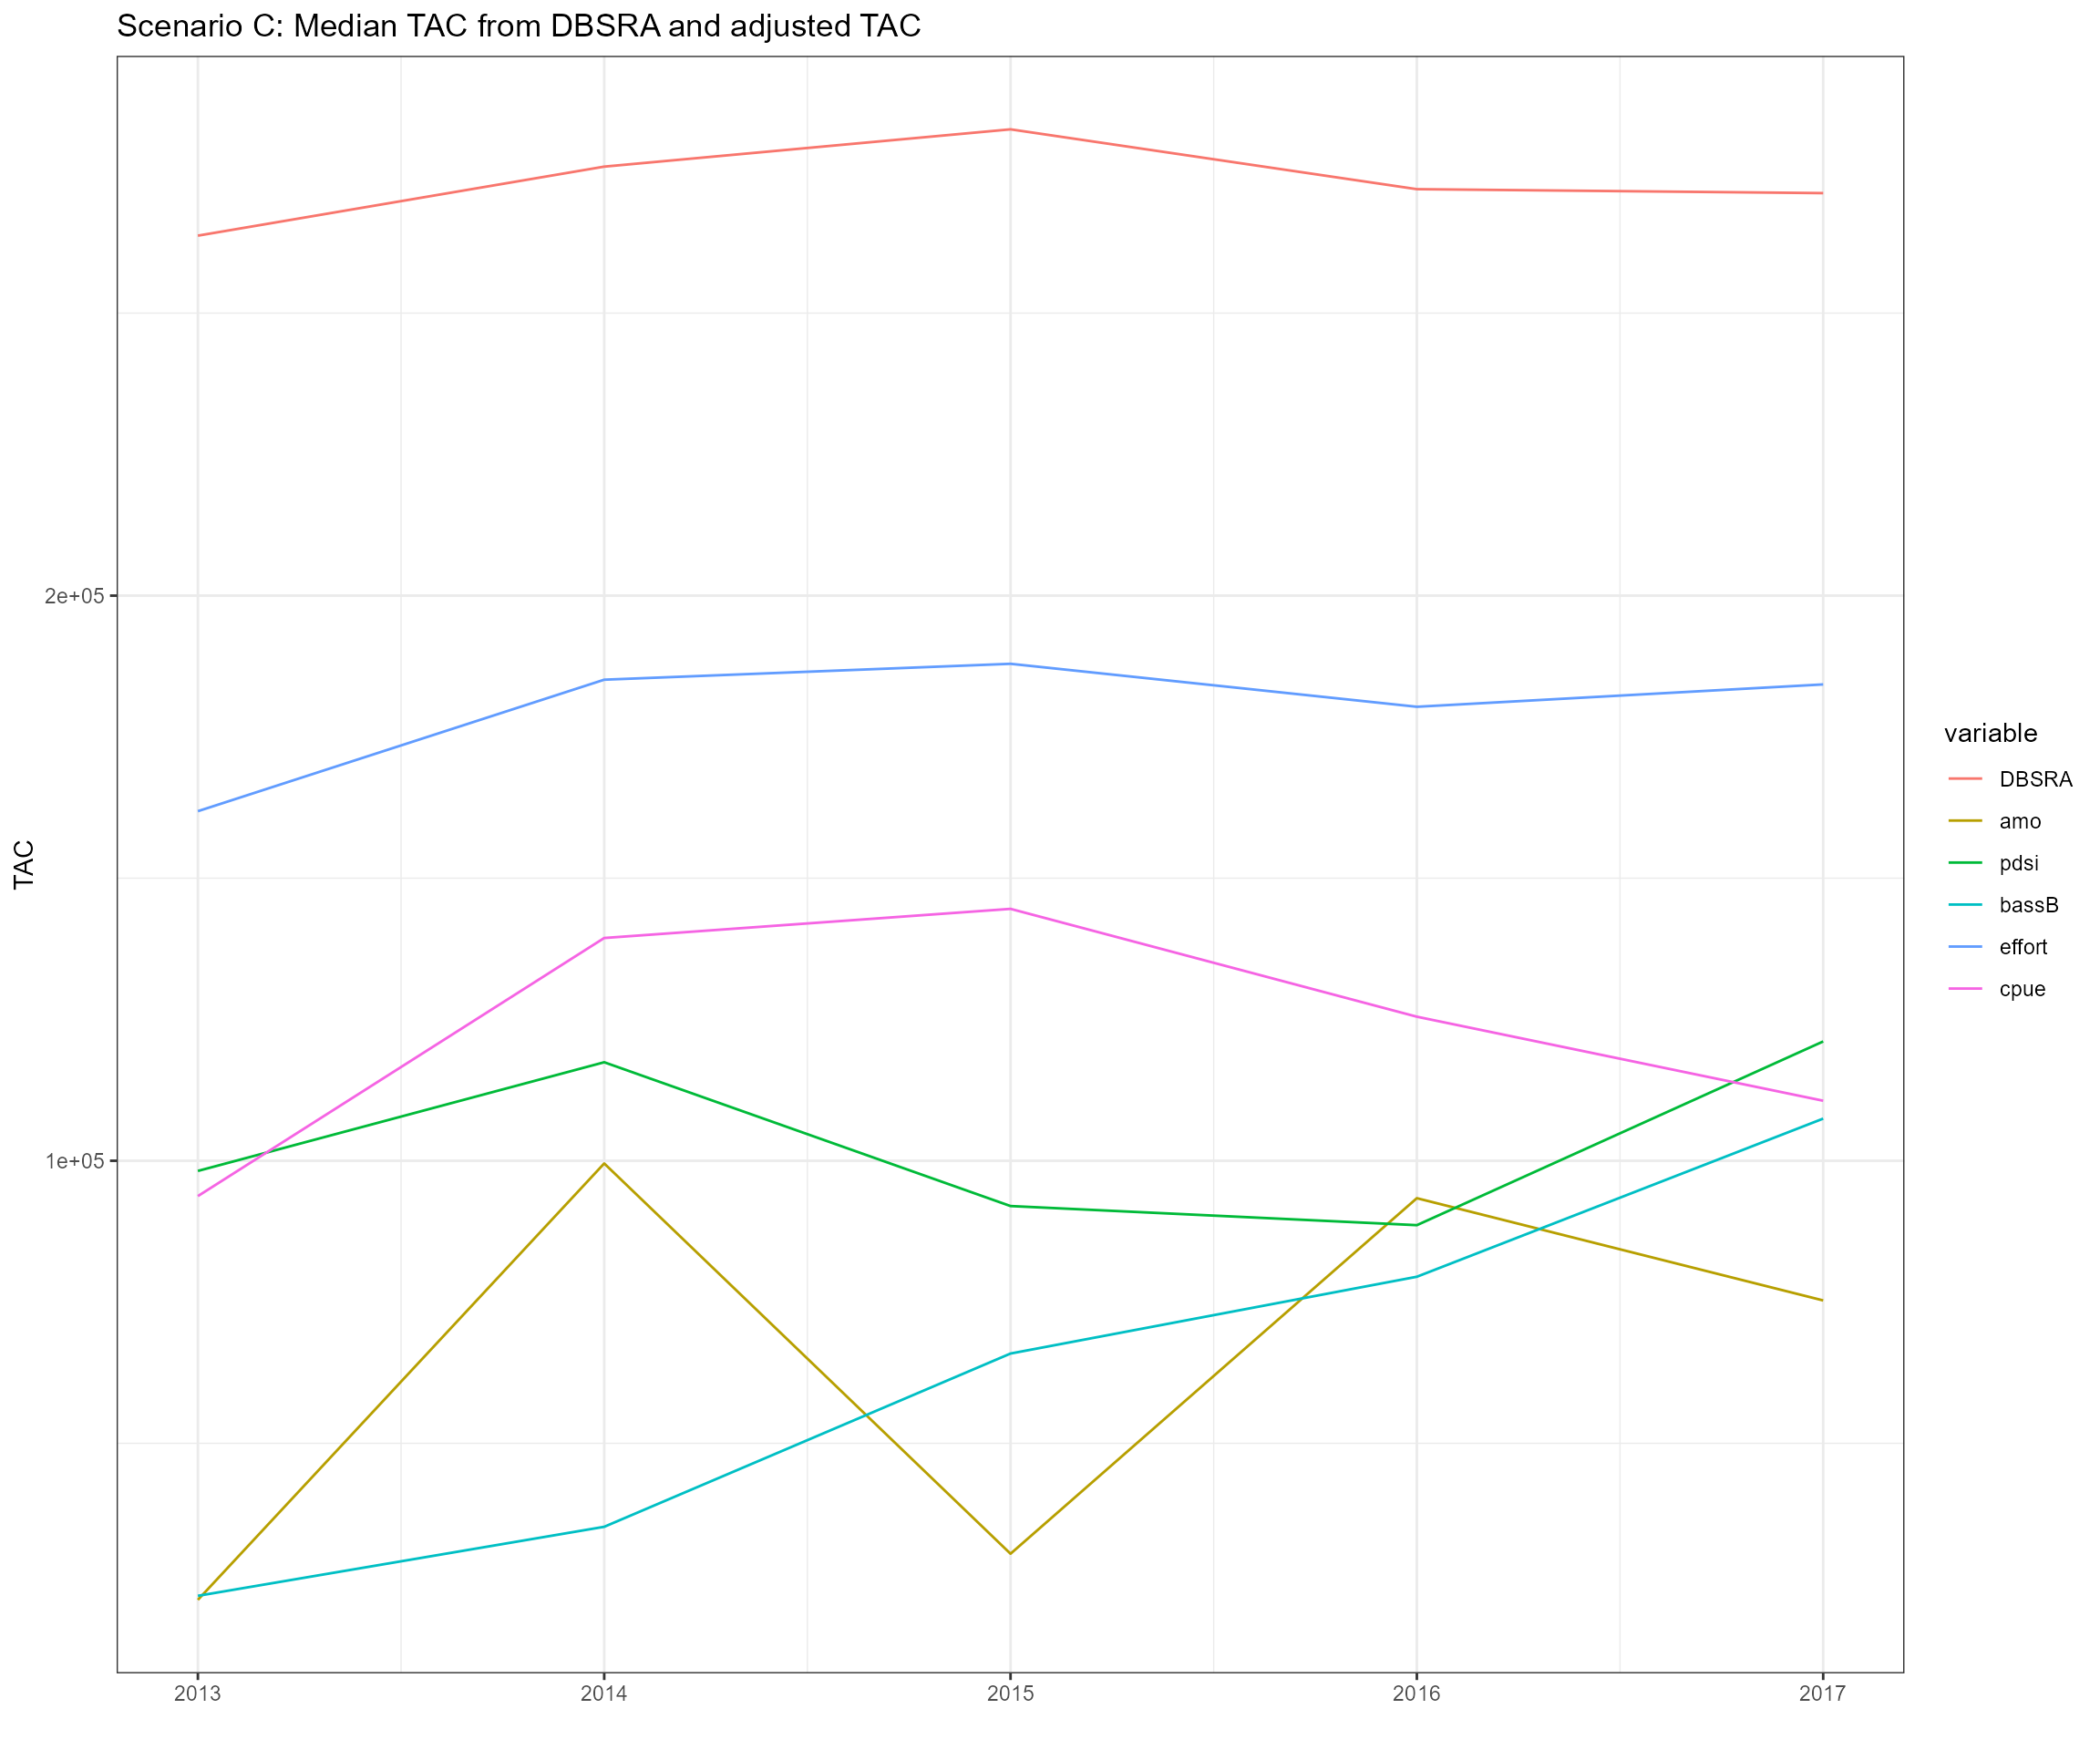 Scenario C: Median TAC from DBSRA and adjusted TAC
TAC
2e+05
1e+05
2013
2014
2015
2016
2017
variable
DBSRA
amo
pdsi
bassB
effort
cpue